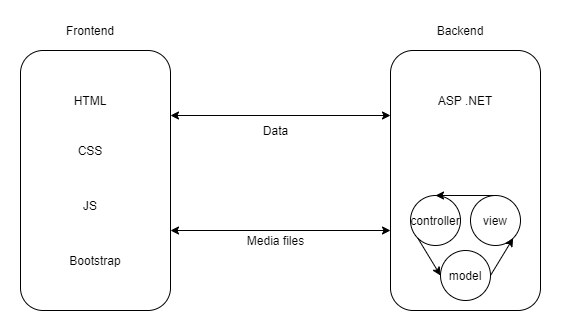 Frontend
Backend
HTML
ASP .NET
Data
CSS
JS
controller
view
Media files
Bootstrap
model